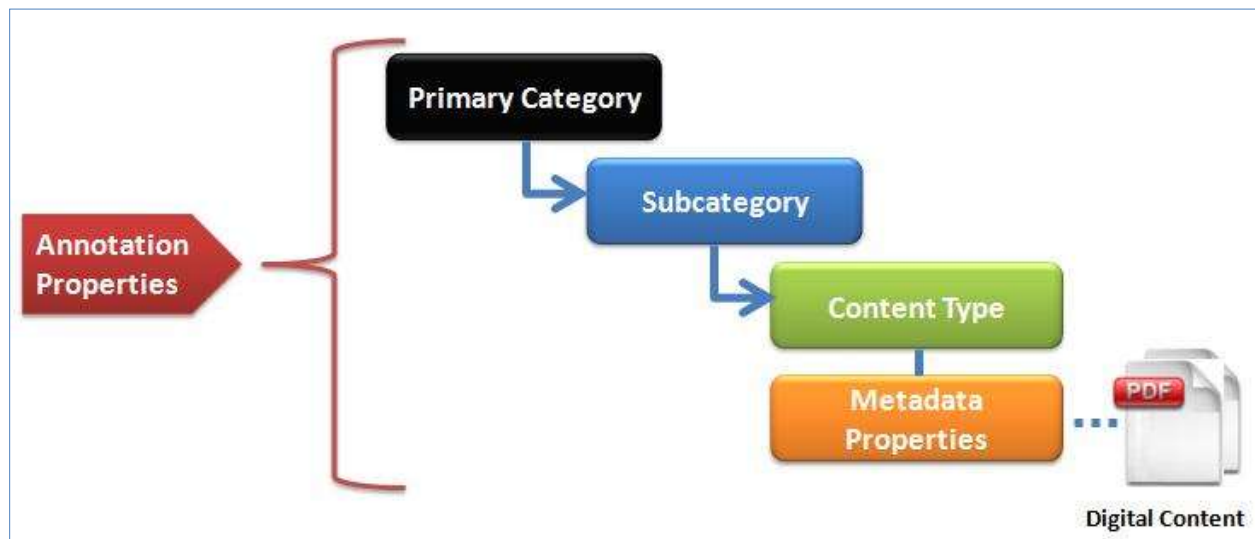 Primary Category
Subcategory
Annotation
Properties
Content Type
Metadata
Properties
PDF
Digital Content